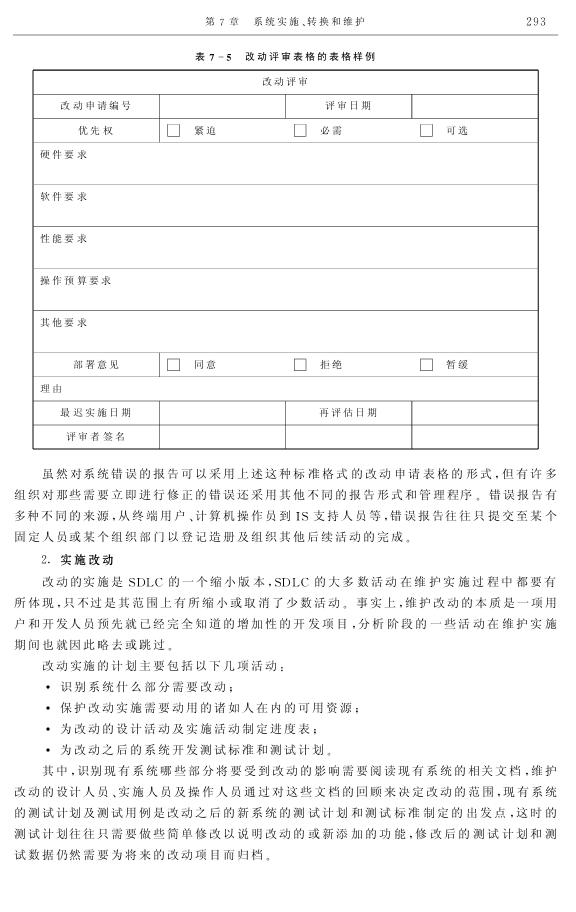 第 7 章 系统实施、转换和维护 293
表 7-5 改动评审表格的表格样例
改动评审
改动申请编号 评审日期
优先权 □ 紧迫 □ 必需 □ 可选
硬件要求
软件要求
性能要求
操作预算要求
其他要求
部署意见 □ 同意 □ 拒绝 □ 暂缓
理由
最迟实施日期 再评估日期
评审者签名
虽然对系统错误的报告可以采用上述这种标准格式的改动申请表格的形式,但有许多
组织对那些需要立即进行修正的错误还采用其他不同的报告形式和管理程序。错误报告有
多种不同的来源,从终端用户、计算机操作员到 IS 支持人员等,错误报告往往只提交至某个
固定人员或某个组织部门以登记造册及组织其他后续活动的完成。
2. 实施改动
改动的实施是 SDLC 的一个缩小版本,SDLC 的大多数活动在维护实施过程中都要有
所体现,只不过是其范围上有所缩小或取消了少数活动。事实上,维护改动的本质是一项用
户和开发人员预先就已经完全知道的增加性的开发项目,分析阶段的一些活动在维护实施
期间也就因此略去或跳过。
改动实施的计划主要包括以下几项活动:
• 识别系统什么部分需要改动;
• 保护改动实施需要动用的诸如人在内的可用资源;
• 为改动的设计活动及实施活动制定进度表;
• 为改动之后的系统开发测试标准和测试计划。
其中,识别现有系统哪些部分将要受到改动的影响需要阅读现有系统的相关文档,维护
改动的设计人员、实施人员及操作人员通过对这些文档的回顾来决定改动的范围,现有系统
的测试计划及测试用例是改动之后的新系统的测试计划和测试标准制定的出发点,这时的
测试计划往往只需要做些简单修改以说明改动的或新添加的功能,修改后的测试计划和测
试数据仍然需要为将来的改动项目而归档。